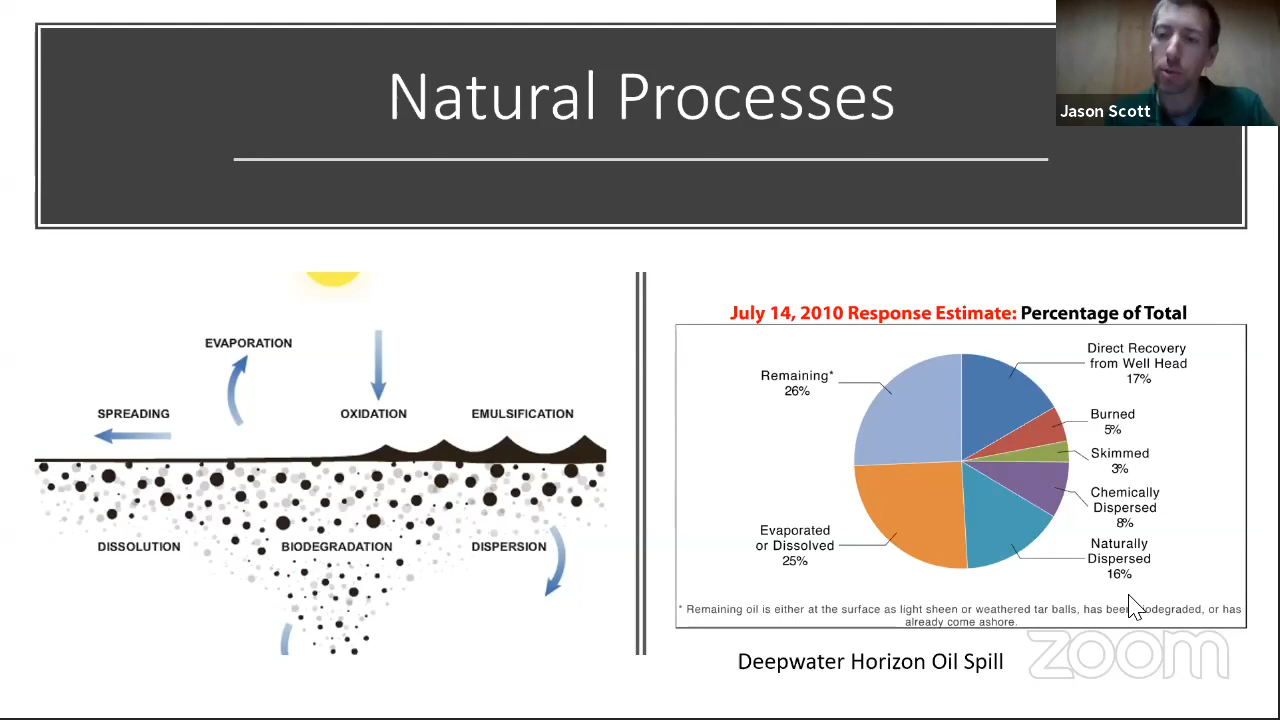 Natural Processes
Jason Scott
EVAPORATION
SPREADING
OXIDATION
EMULSIFICATION
DISSOLUTION
BIODEGRADATION
DISPERSION
July 14, 2010 Response Estimate: Percentage of Total
Direct Recovery
from Well Head
17%
Remaining*
26%
Burned
5%
Skimmed
3%
Chemically
Dispersed
8%
Evaporated
or Dissolved
25%
Naturally
Dispersed
16%
* Remaining oil is either at the surface as light sheen or weathered tar balls, has been biodegraded, or has
already come ashore.
Deepwater Horizon Oil Spill
zoom